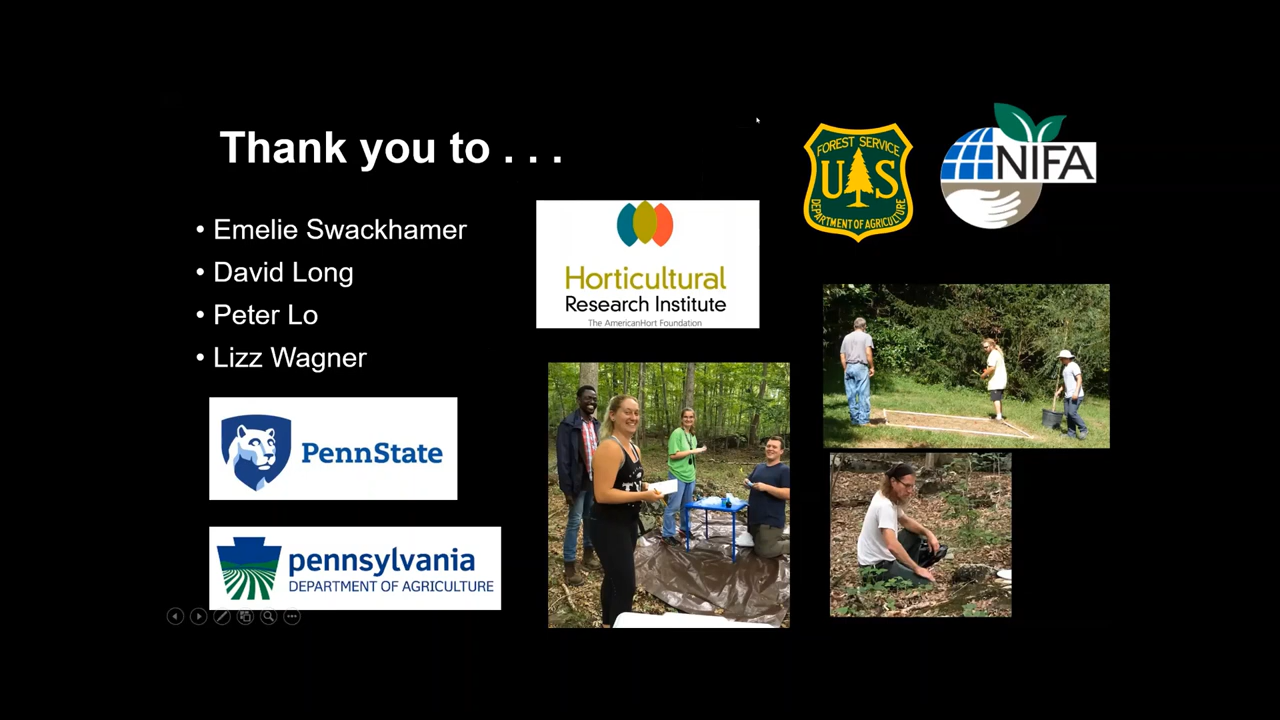 Thank you to . . .
• Emelie Swackhamer
• David Long
• Peter Lo
• Lizz Wagner
PennState
pennsylvania
DEPARTMENT OF AGRICULTURE
Horticultural
Research Institute
The AmericanHort Foundation
FOREST SERVICE
U S
DEPARTMENT OF AGRICULTURE
NIFA